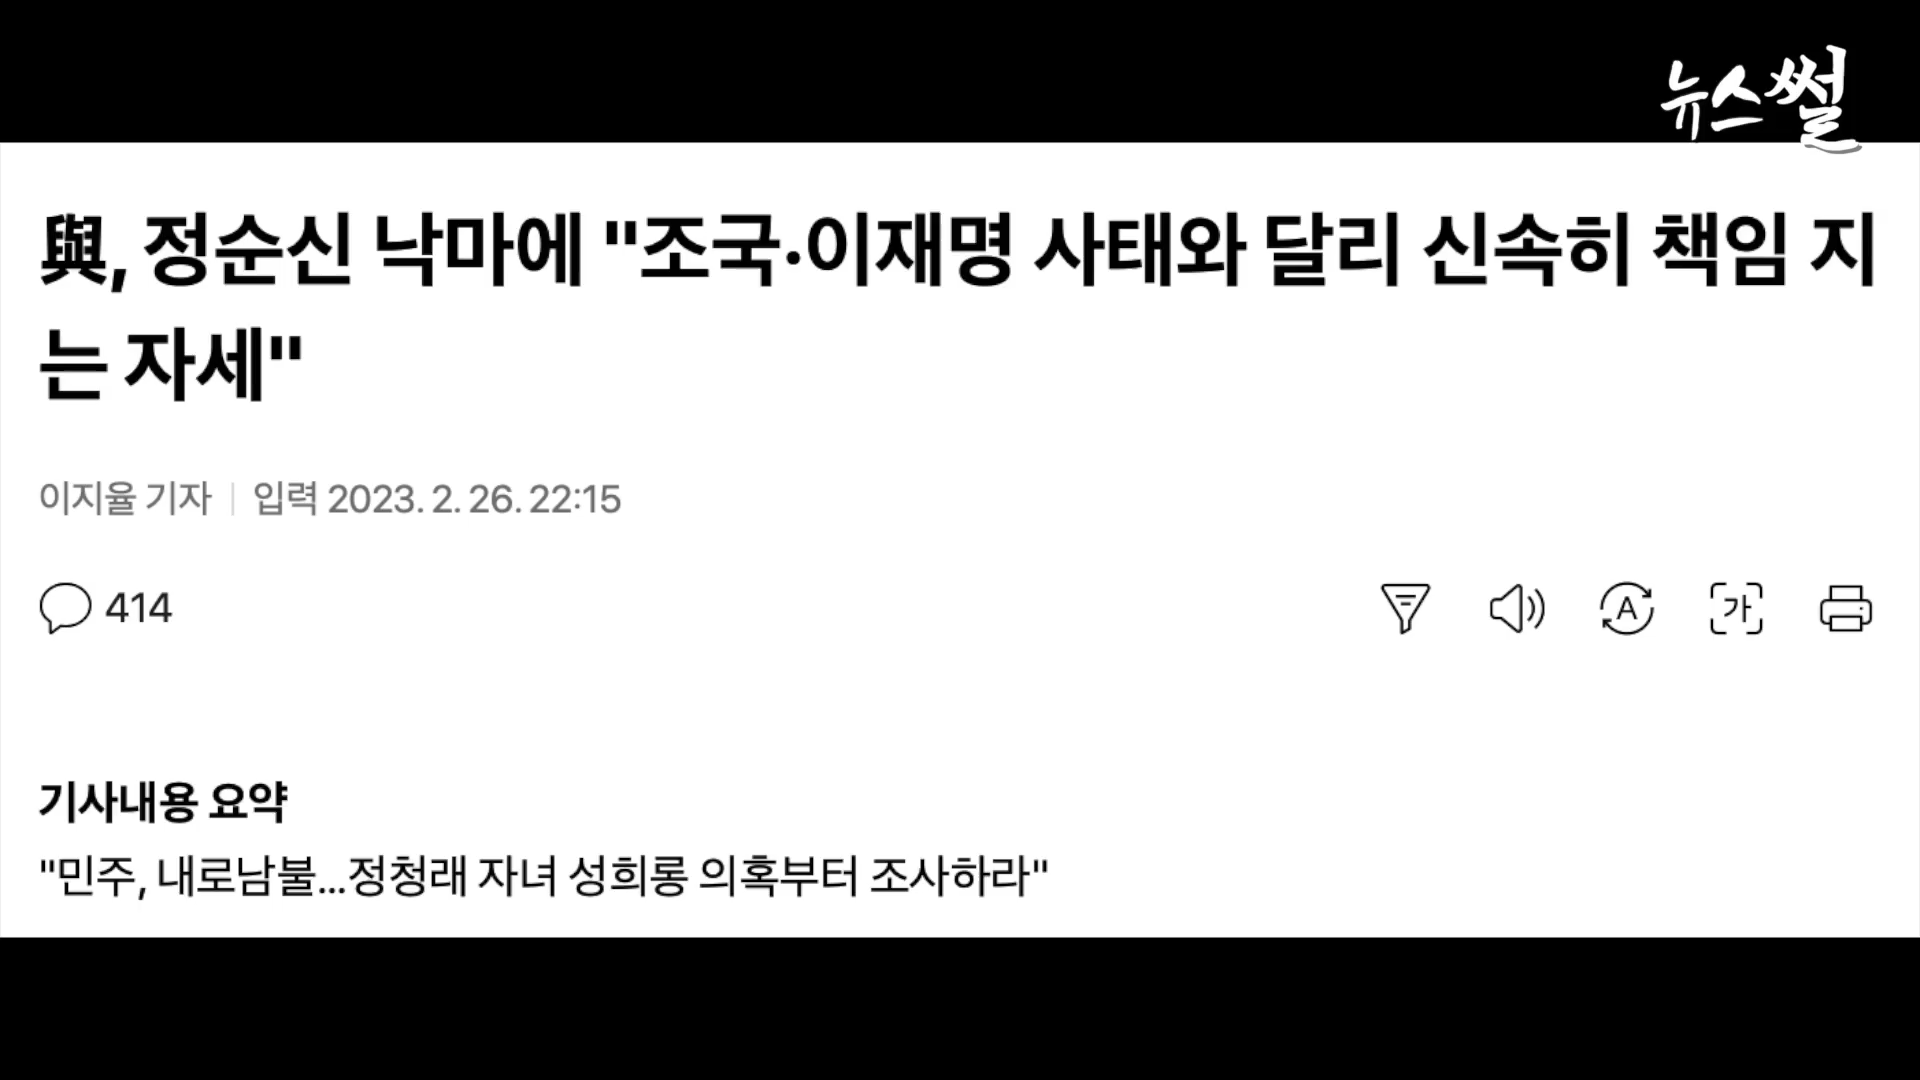 뉴스썰
與, 정순신 낙마에 "조국·이재명 사태와 달리 신속히 책임 지
는 자세"
이지율 기자 | 입력 2023. 2. 26. 22:15
414
A
가
기사내용 요약
"민주, 내로남불...정청래 자녀 성희롱 의혹부터 조사하라"